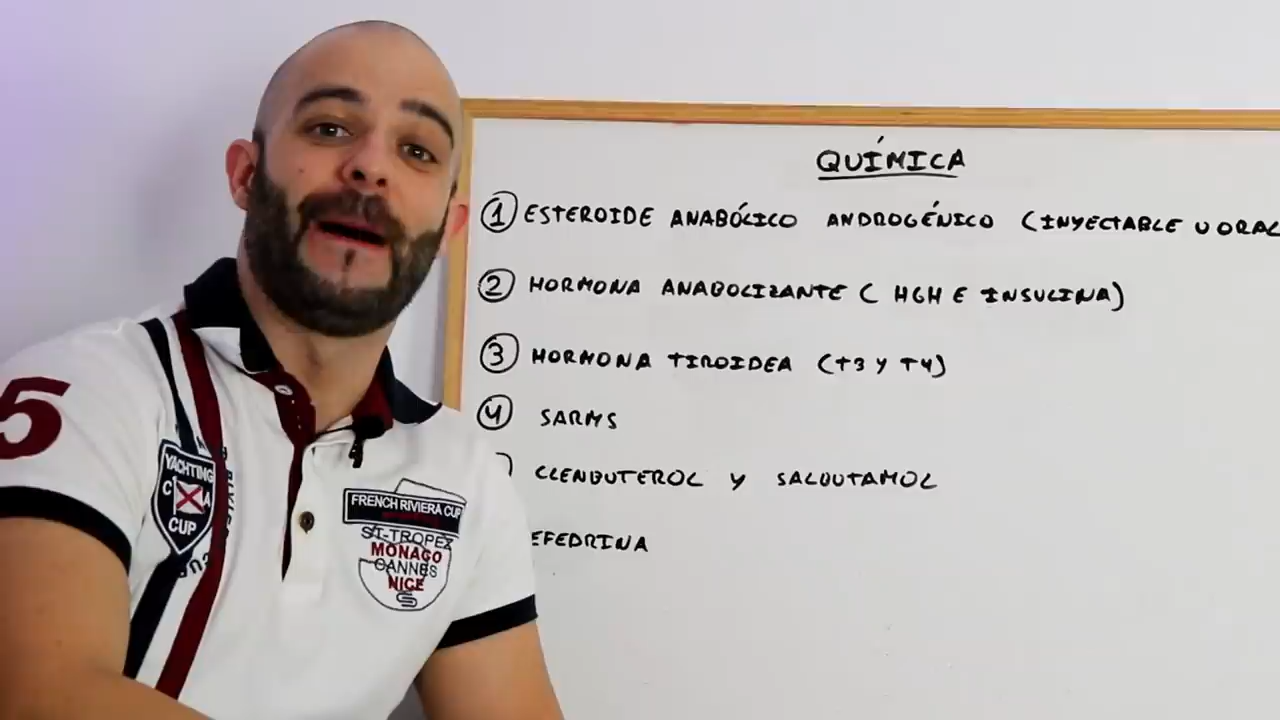 QUÍMICA
① ESTEROIDE ANABÓLICO ANDROGÉNICO (INYECTABLE U ORAL
② HORMONA ANABOLIZANTE (HGH E INSULINA)
③ HORMONA TIROIDEA (T3 Y T4)
④ SARMS
CLENBUTEROL Y SALBUTAMOL
EFEDRINA
5
YACHTING
C A
CUP
FRENCH RIVIERA CUP
ST-TROPEZ
MONACO
CANNES
NICE